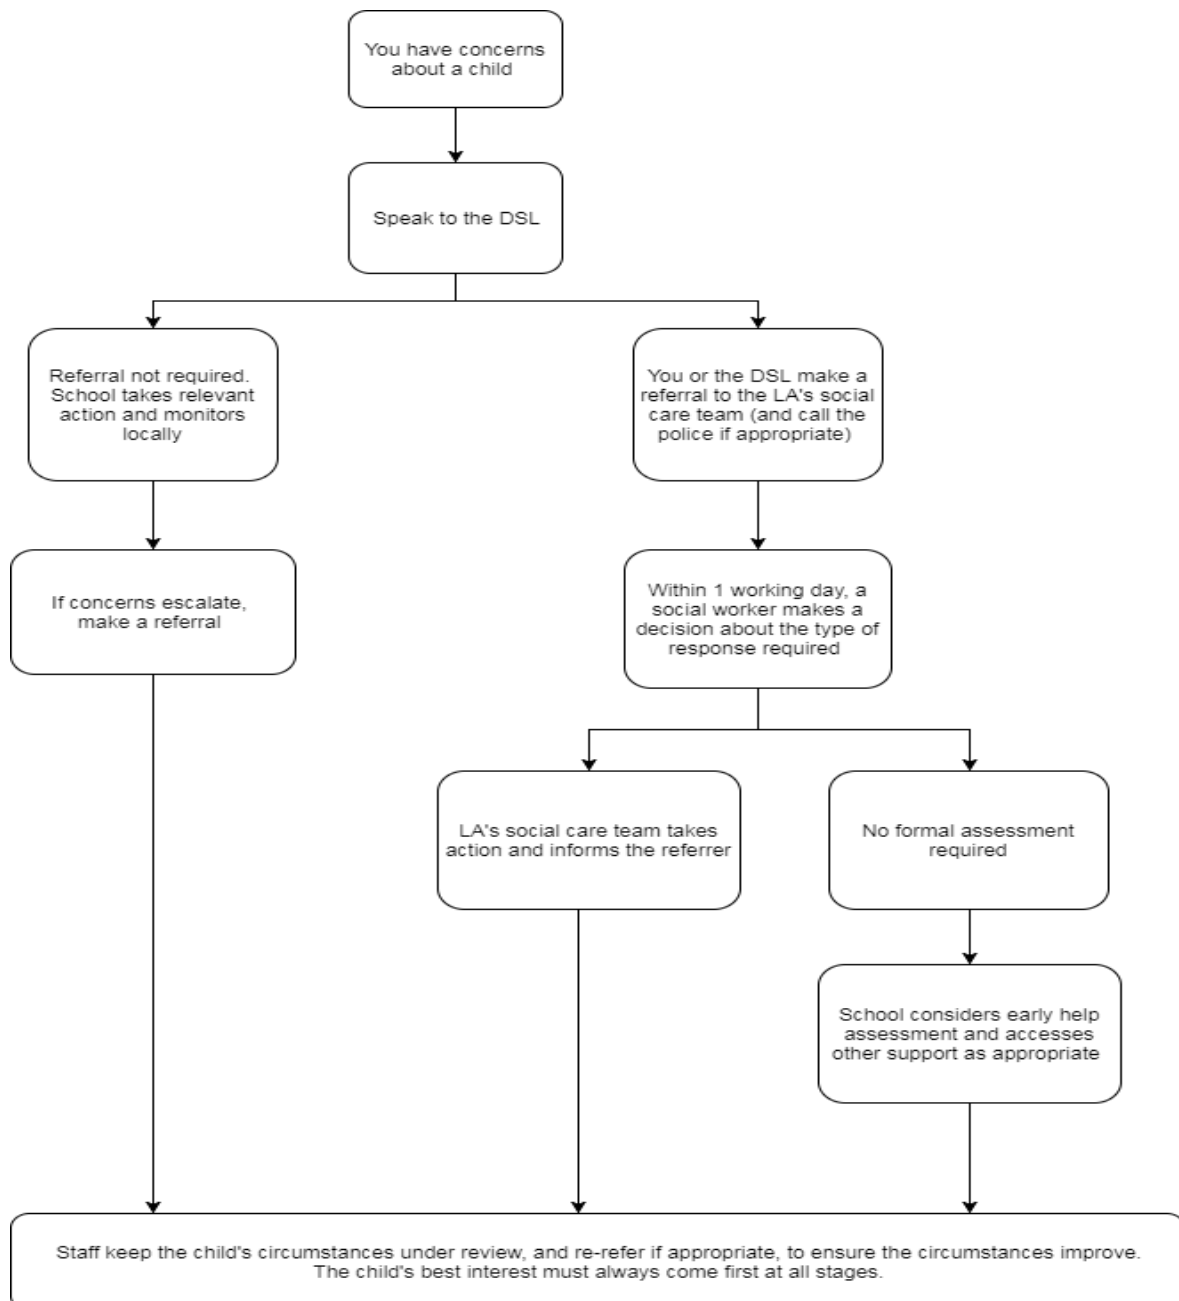 You have concerns
about a child
Speak to the DSL
Referral not required.
School takes relevant
action and monitors
locally
You or the DSL make a
referral to the LA's social
care team (and call the
police if appropriate)
If concerns escalate,
make a referral
Within 1 working day, a
social worker makes a
decision about the type of
response required
LA's social care team takes
action and informs the referrer
No formal assessment
required
School considers early help
assessment and accesses
other support as appropriate
Staff keep the child's circumstances under review, and re-refer if appropriate, to ensure the circumstances improve.
The child's best interest must always come first at all stages.